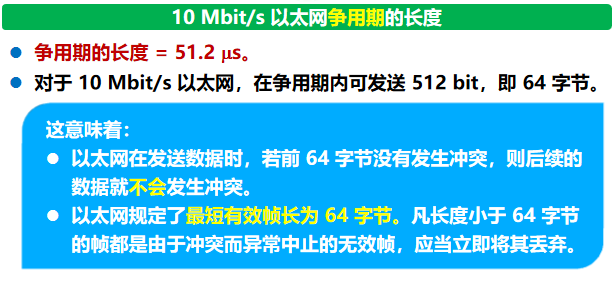 10 Mbit/s 以太网争用期的长度
争用期的长度 = 51.2 μs。
对于 10 Mbit/s 以太网，在争用期内可发送 512 bit，即 64 字节。
这意味着：
以太网在发送数据时，若前 64 字节没有发生冲突，则后续的
数据就不会发生冲突。
以太网规定了最短有效帧长为 64 字节。凡长度小于 64 字节
的帧都是由于冲突而异常中止的无效帧，应当立即将其丢弃。